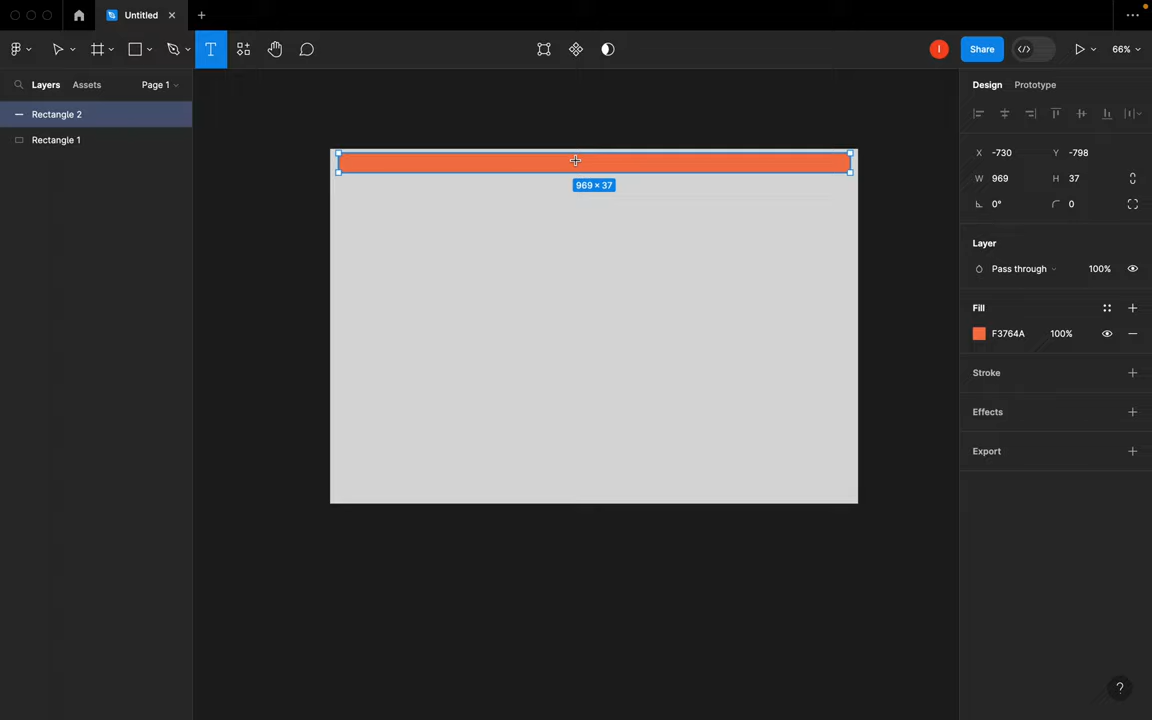 Untitled
T
I
Share
66%
Layers
Assets
Page 1
Design
Prototype
Rectangle 2
Rectangle 1
X -730
Y -798
W 969
H 37
0°
0
969 × 37
Layer
Pass through
100%
Fill
F3764A
100%
Stroke
Effects
Export
?